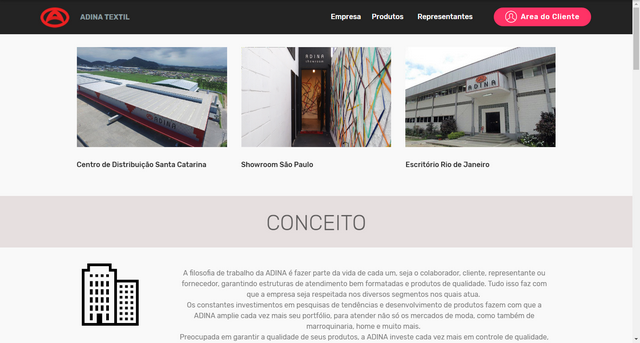 ADINA TEXTIL
Empresa Produtos Representantes Area do Cliente
ADINA
showroom
ADINA
ADINA
Centro de Distribuição Santa Catarina
Showroom São Paulo
Escritório Rio de Janeiro
CONCEITO
A filosofia de trabalho da ADINA é fazer parte da vida de cada um, seja o colaborador, cliente, representante ou
fornecedor, garantindo estruturas de atendimento bem formatadas e produtos de qualidade. Tudo isso faz com
que a empresa seja respeitada nos diversos segmentos nos quais atua.
Os constantes investimentos em pesquisas de tendências e desenvolvimento de produtos fazem com que a
ADINA amplie cada vez mais seu portfólio, para atender não só os mercados de moda, como também de
marroquinaria, home e muito mais.
Preocupada em garantir a qualidade de seus produtos, a ADINA investe cada vez mais em controle de qualidade,